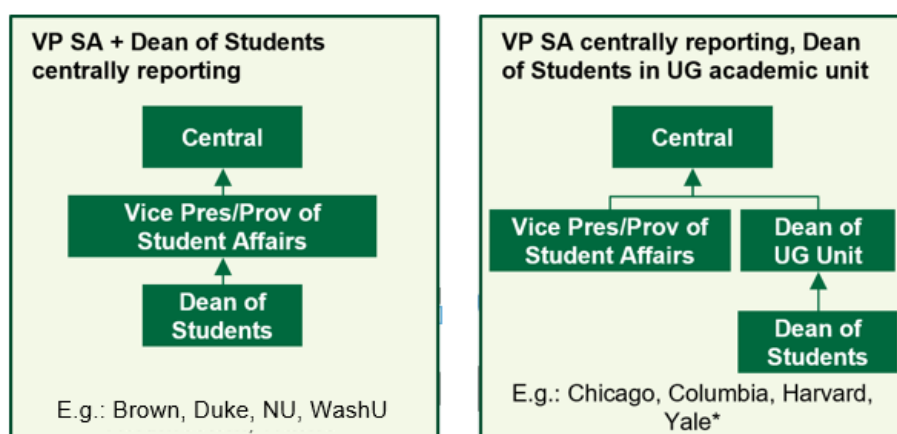 VP SA + Dean of Students
centrally reporting
Central
Vice Pres/Prov of
Student Affairs
Dean of
Students
E.g.: Brown, Duke, NU, WashU
VP SA centrally reporting, Dean
of Students in UG academic unit
Central
Vice Pres/Prov of
Student Affairs
Dean of
UG Unit
Dean of
Students
E.g.: Chicago, Columbia, Harvard,
Yale*